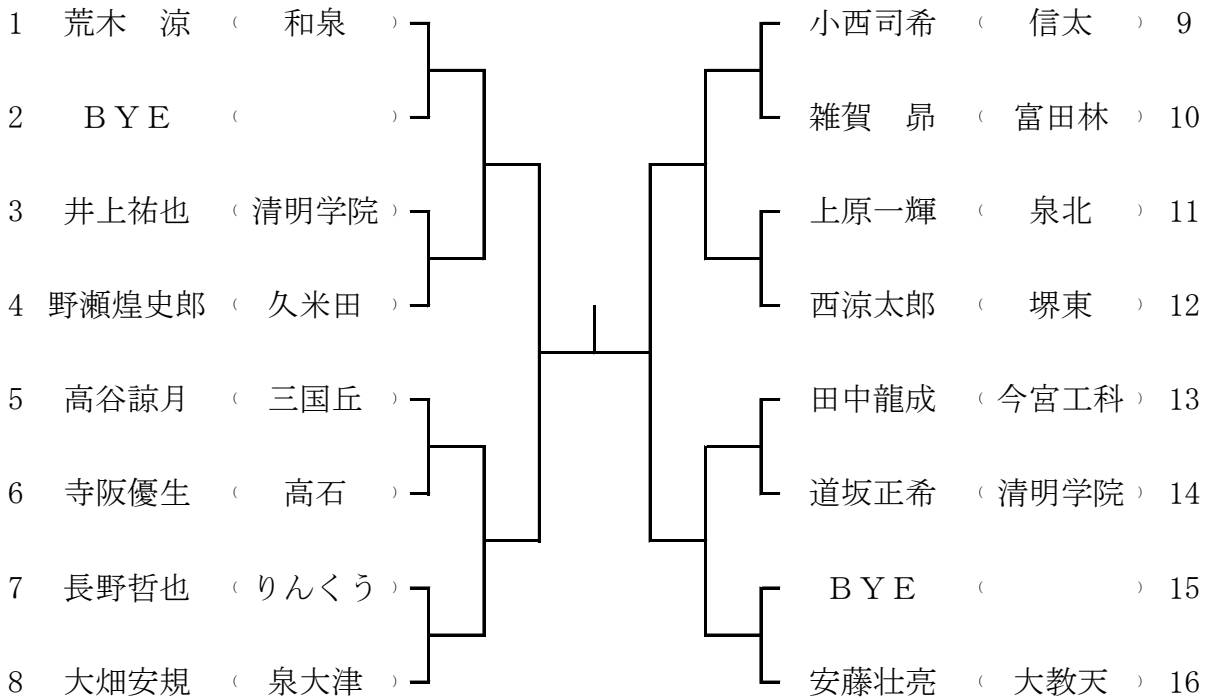 1 荒木　涼 （ 和泉 ）
2 ＢＹＥ （ ）
3 井上祐也 （ 清明学院 ）
4 野瀬煌史郎 （ 久米田 ）
5 高谷諒月 （ 三国丘 ）
6 寺阪優生 （ 高石 ）
7 長野哲也 （ りんくう ）
8 大畑安規 （ 泉大津 ）
小西司希 （ 信太 ） 9
雑賀　昴 （ 富田林 ） 10
上原一輝 （ 泉北 ） 11
西涼太郎 （ 堺東 ） 12
田中龍成 （ 今宮工科 ） 13
道坂正希 （ 清明学院 ） 14
ＢＹＥ （ ） 15
安藤壮亮 （ 大教天 ） 16